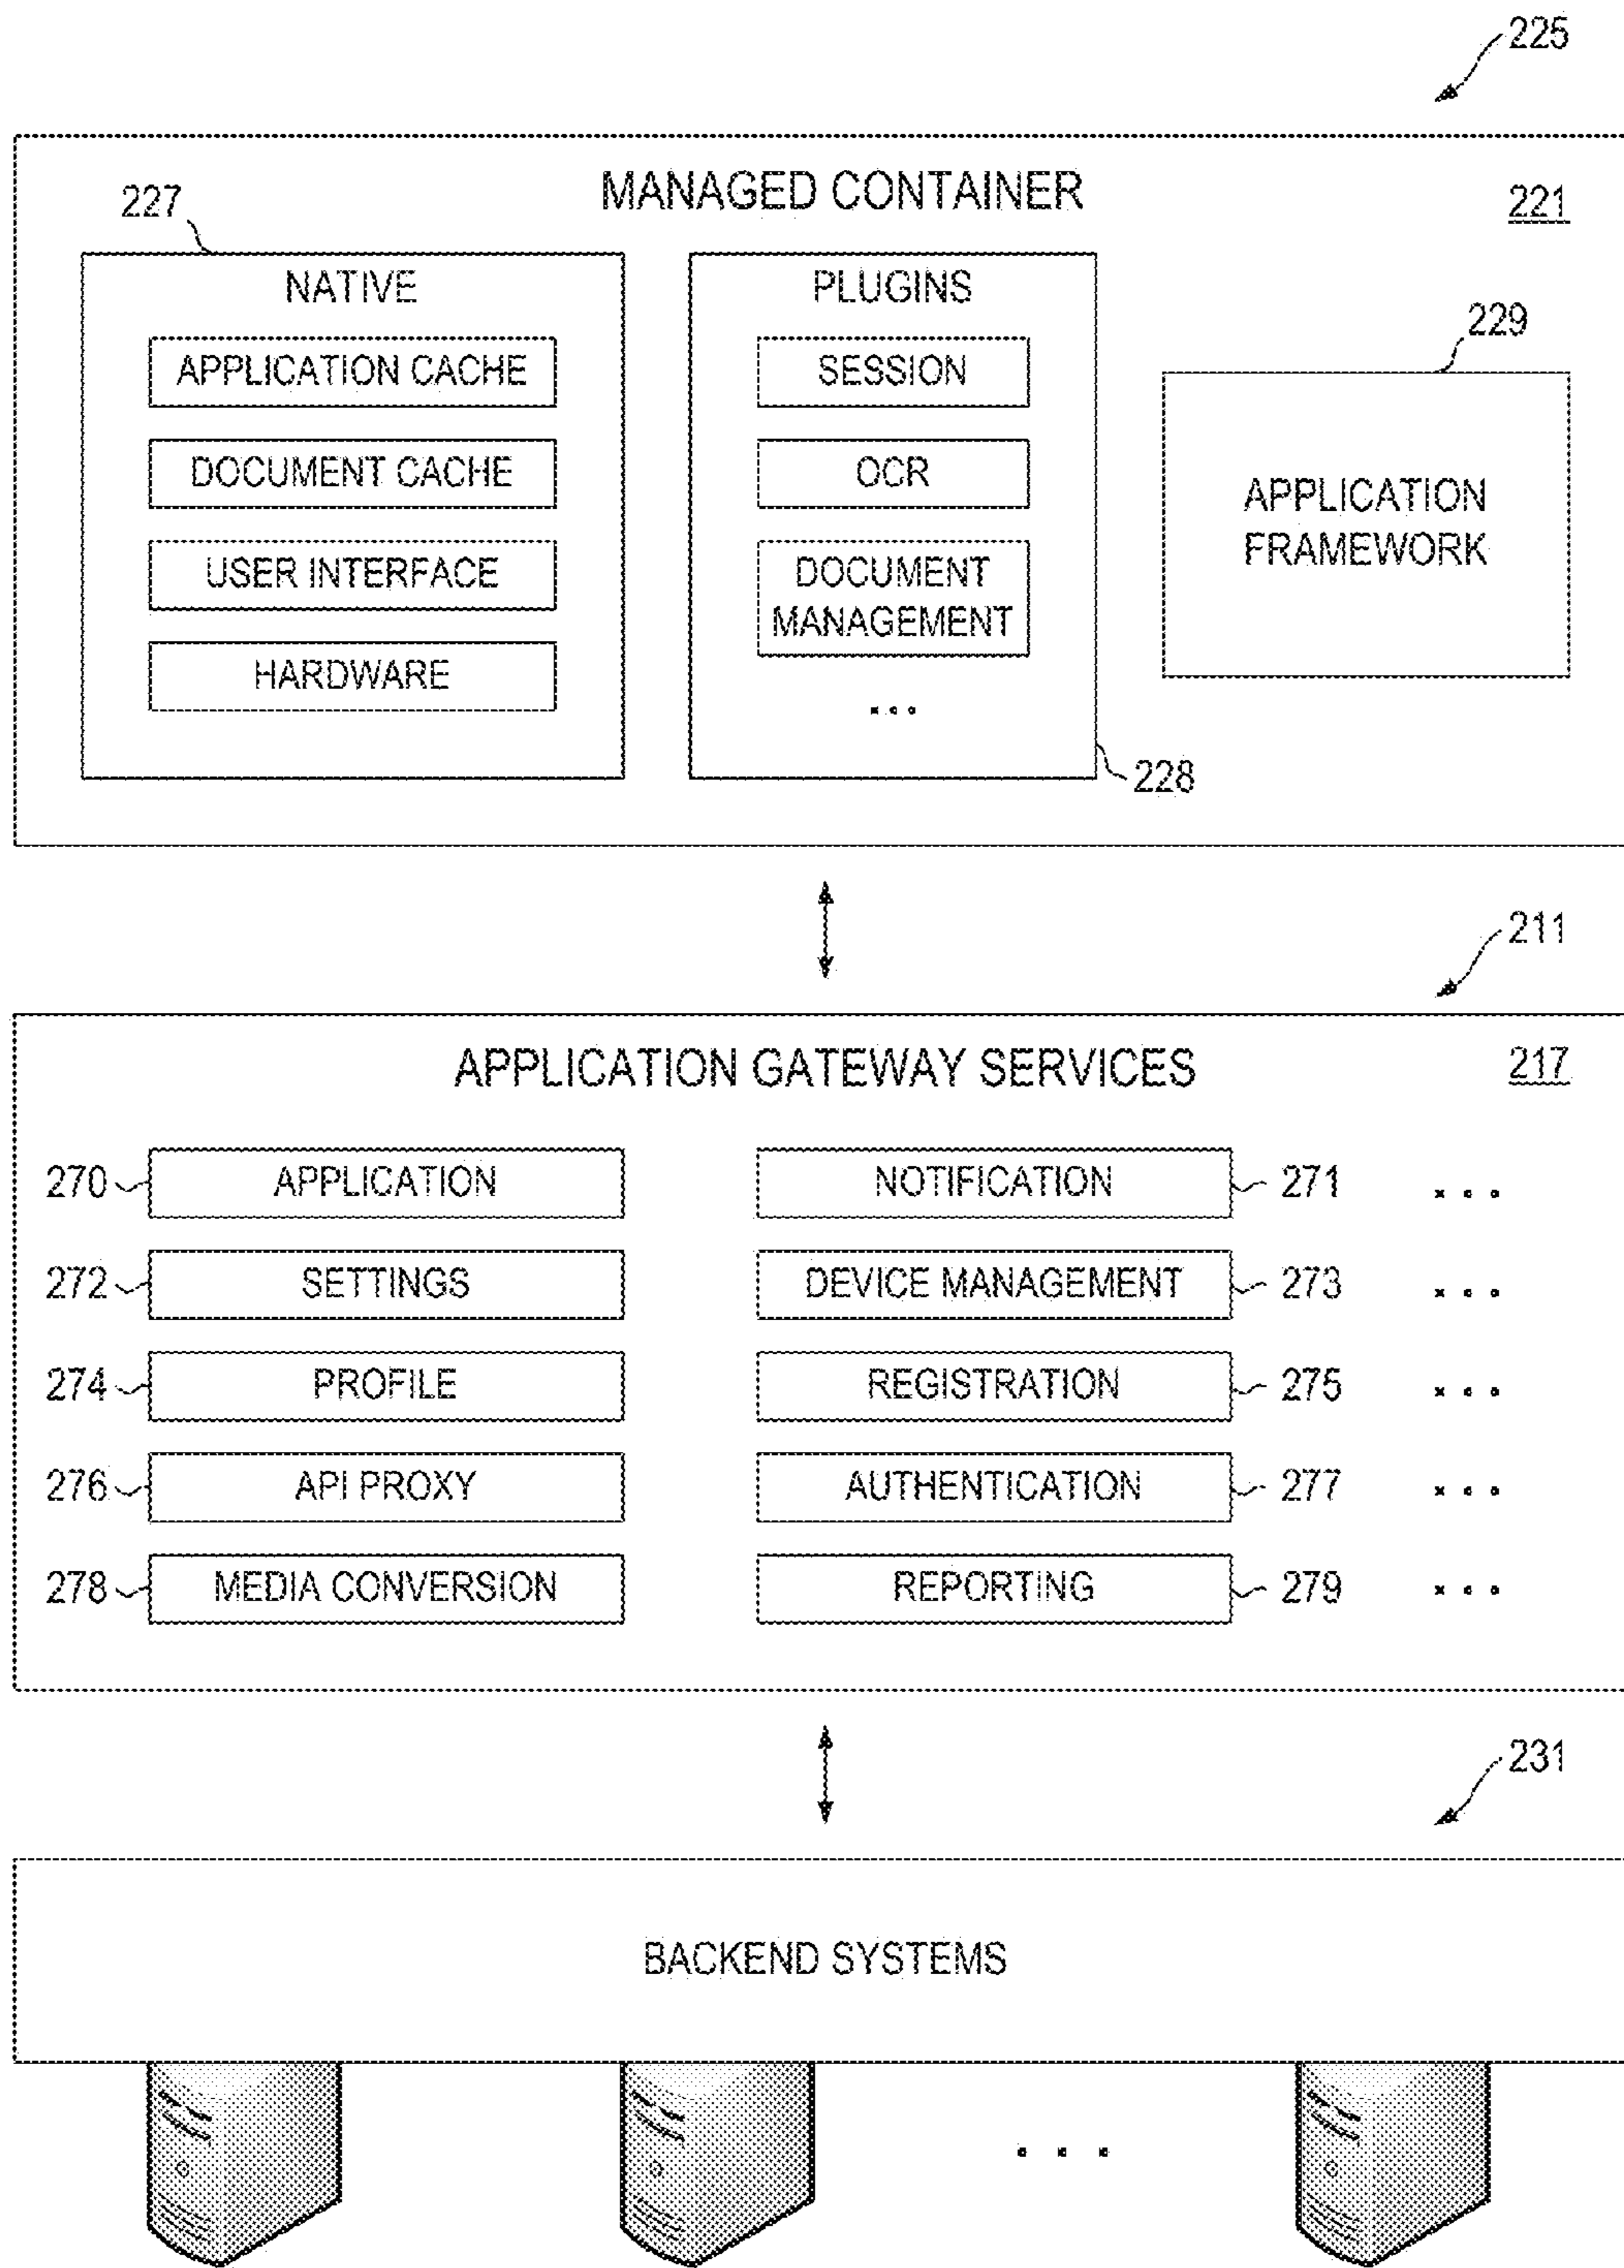 225
MANAGED CONTAINER
221
227
NATIVE
APPLICATION CACHE
DOCUMENT CACHE
USER INTERFACE
HARDWARE
PLUGINS
SESSION
OCR
DOCUMENT
MANAGEMENT
...
228
229
APPLICATION
FRAMEWORK
211
APPLICATION GATEWAY SERVICES
217
270
APPLICATION
NOTIFICATION
271
...
272
SETTINGS
DEVICE MANAGEMENT
273
...
274
PROFILE
REGISTRATION
275
...
276
API PROXY
AUTHENTICATION
277
...
278
MEDIA CONVERSION
REPORTING
279
...
231
BACKEND SYSTEMS
...